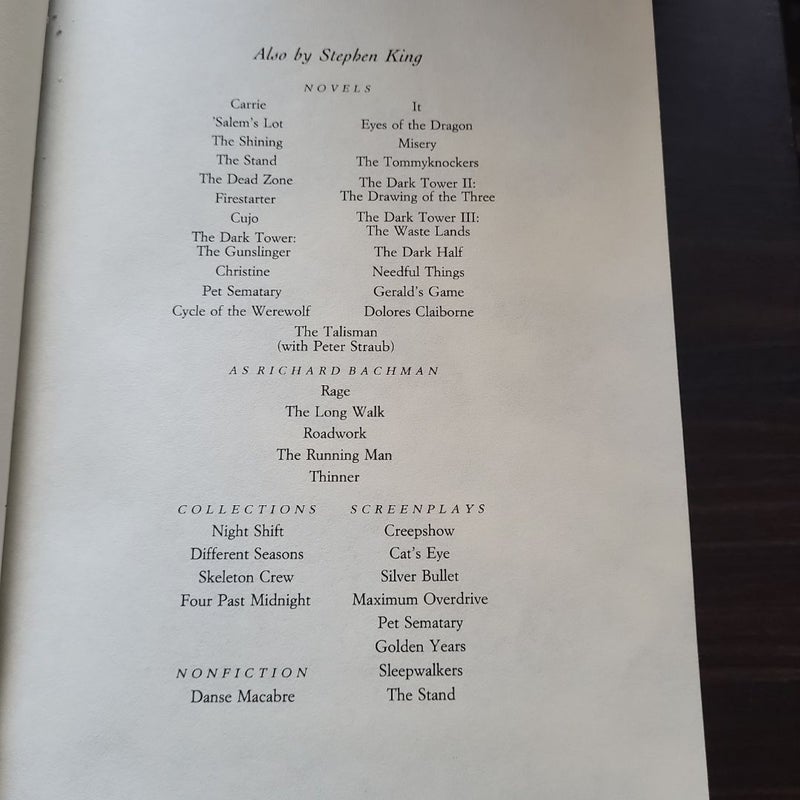 Also by Stephen King
NOVELS
Carrie
'Salem's Lot
The Shining
The Stand
The Dead Zone
Firestarter
Cujo
The Dark Tower:
The Gunslinger
Christine
Pet Sematary
Cycle of the Werewolf
It
Eyes of the Dragon
Misery
The Tommyknockers
The Dark Tower II:
The Drawing of the Three
The Dark Tower III:
The Waste Lands
The Dark Half
Needful Things
Gerald's Game
Dolores Claiborne
The Talisman
(with Peter Straub)
AS RICHARD BACHMAN
Rage
The Long Walk
Roadwork
The Running Man
Thinner
COLLECTIONS
Night Shift
Different Seasons
Skeleton Crew
Four Past Midnight
NONFICTION
Danse Macabre
SCREENPLAYS
Creepshow
Cat's Eye
Silver Bullet
Maximum Overdrive
Pet Sematary
Golden Years
Sleepwalkers
The Stand